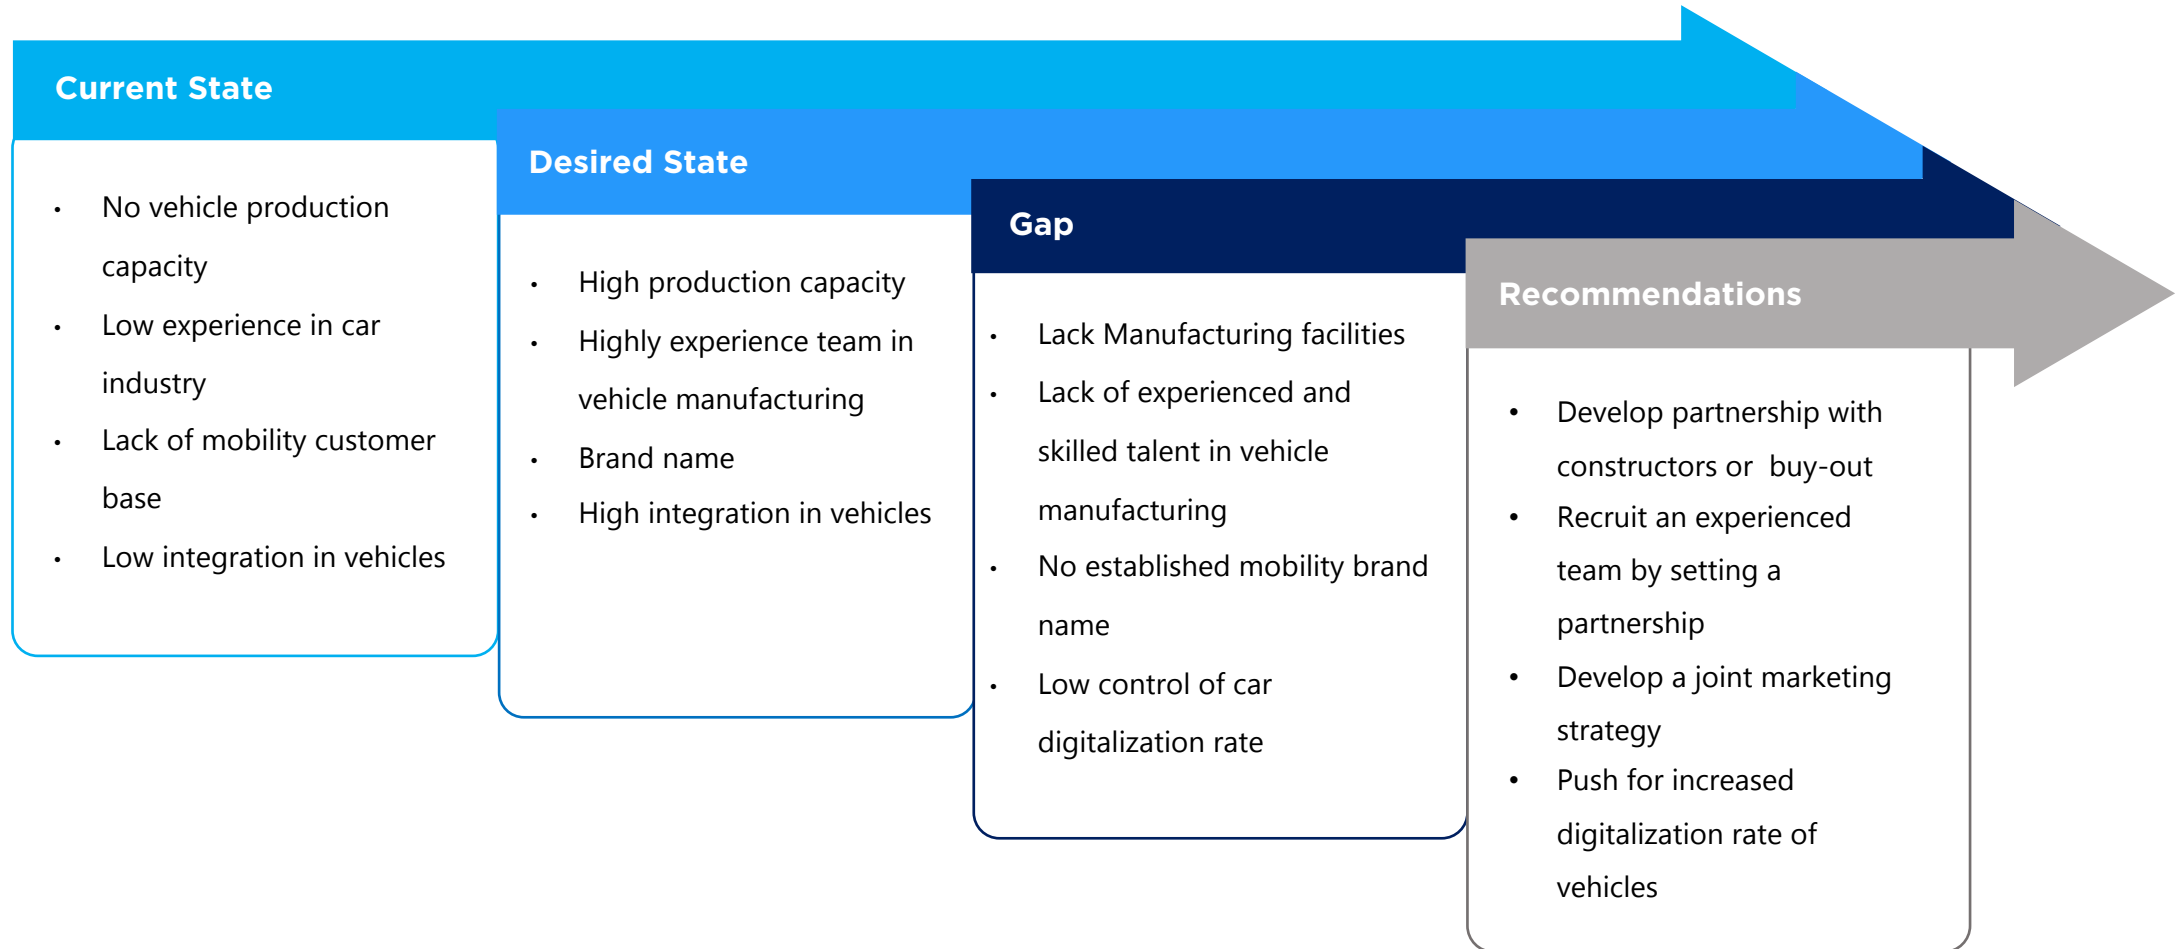 Current State
• No vehicle production
capacity
• Low experience in car
industry
• Lack of mobility customer
base
• Low integration in vehicles
Desired State
• High production capacity
• Highly experience team in
vehicle manufacturing
• Brand name
• High integration in vehicles
Gap
• Lack Manufacturing facilities
• Lack of experienced and
skilled talent in vehicle
manufacturing
• No established mobility brand
name
• Low control of car
digitalization rate
Recommendations
• Develop partnership with
constructors or  buy-out
• Recruit an experienced
team by setting a
partnership
• Develop a joint marketing
strategy
• Push for increased
digitalization rate of
vehicles